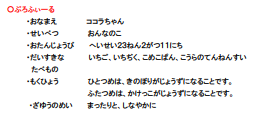 〇ぷろふぃーる
・おなまえ ココラちゃん
・せいべつ おんなのこ
・おたんじょうび へいせい23ねん2がつ11にち
・だいすきな たべもの いちご、いちぢく、こめこぱん、こうらのてんねんすい
・もくひょう ひとつめは、きのぼりがじょうずになることです。
ふたつめは、かけっこがじょうずになることです。
・ざゆうのめい まったりと、しなやかに